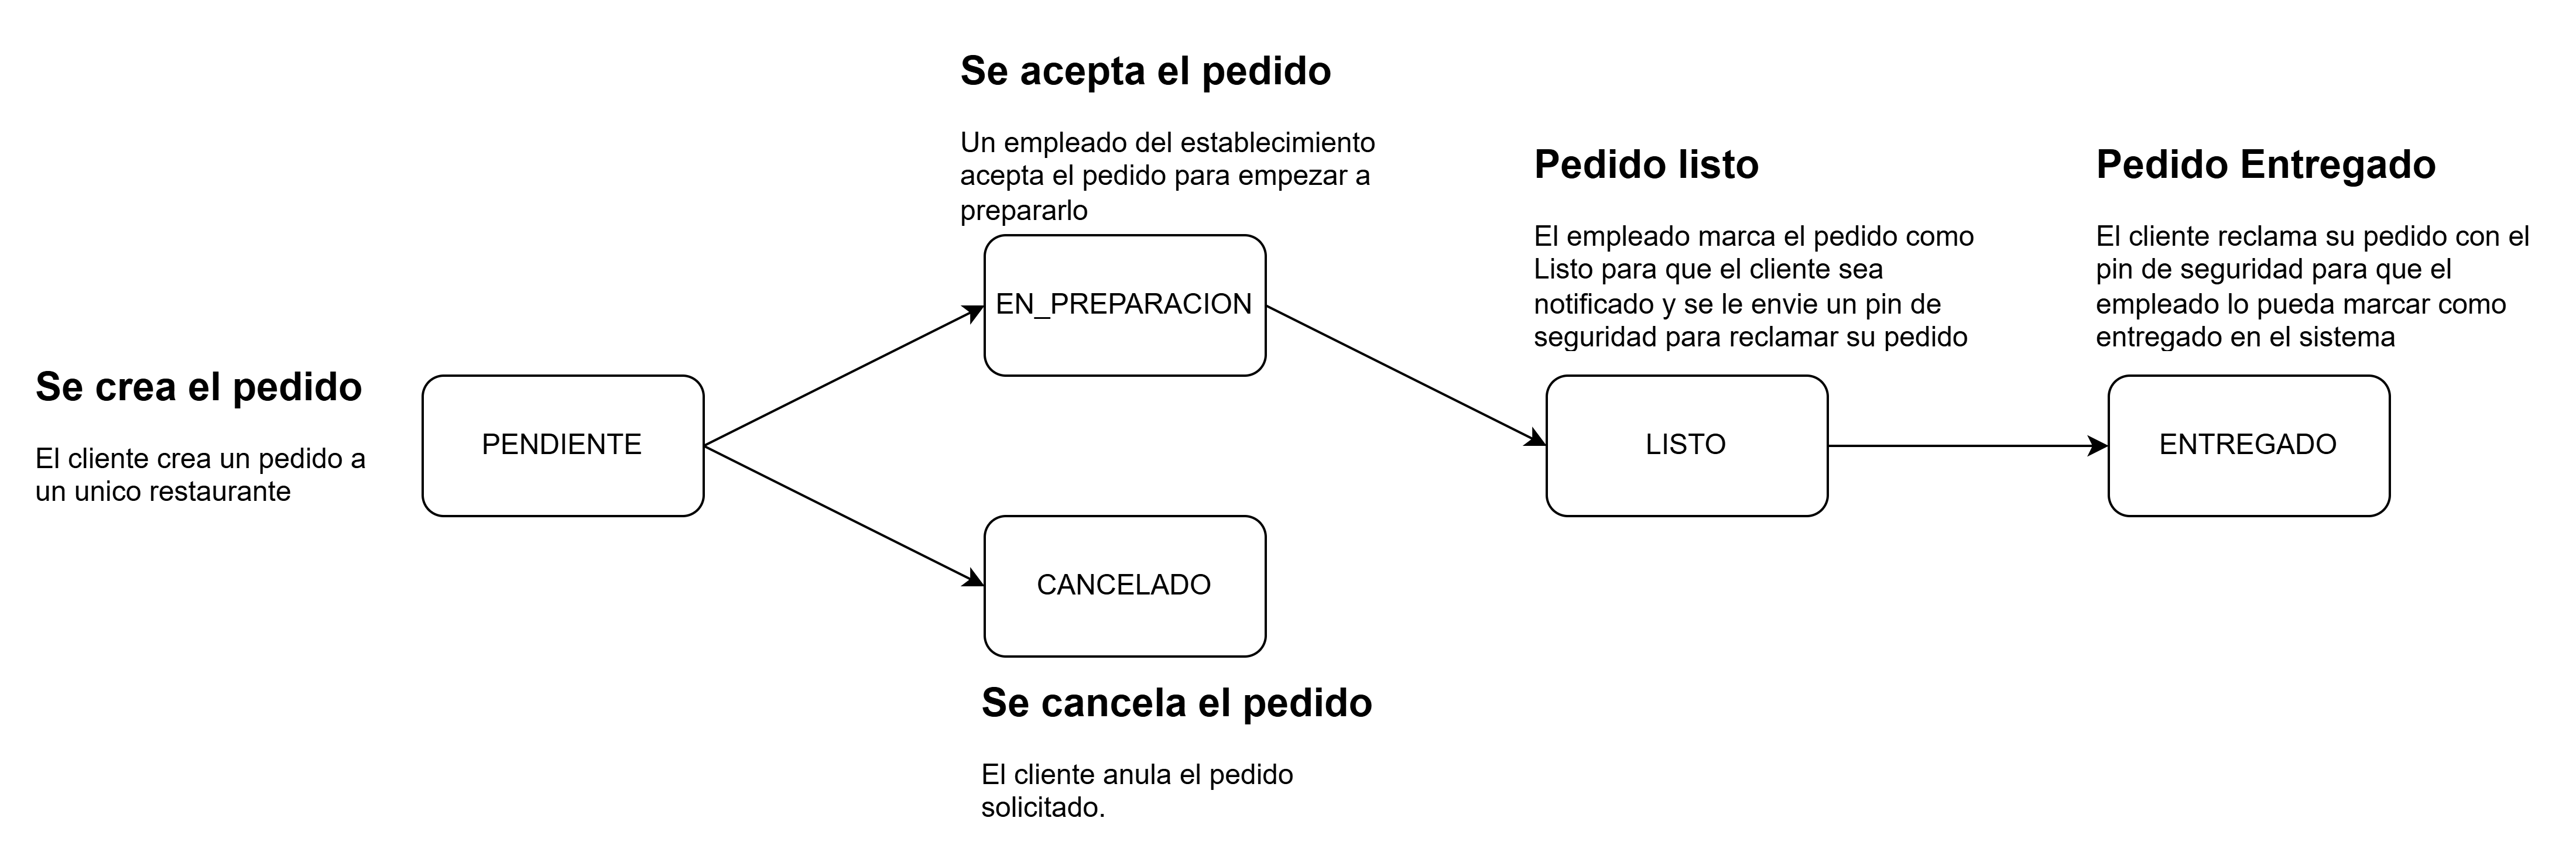 Se crea el pedido
El cliente crea un pedido a
un unico restaurante
PENDIENTE
Se acepta el pedido
Un empleado del establecimiento
acepta el pedido para empezar a
prepararlo
EN_PREPARACION
CANCELADO
Se cancela el pedido
El cliente anula el pedido
solicitado.
Pedido listo
El empleado marca el pedido como
Listo para que el cliente sea
notificado y se le envie un pin de
seguridad para reclamar su pedido
LISTO
Pedido Entregado
El cliente reclama su pedido con el
pin de seguridad para que el
empleado lo pueda marcar como
entregado en el sistema
ENTREGADO